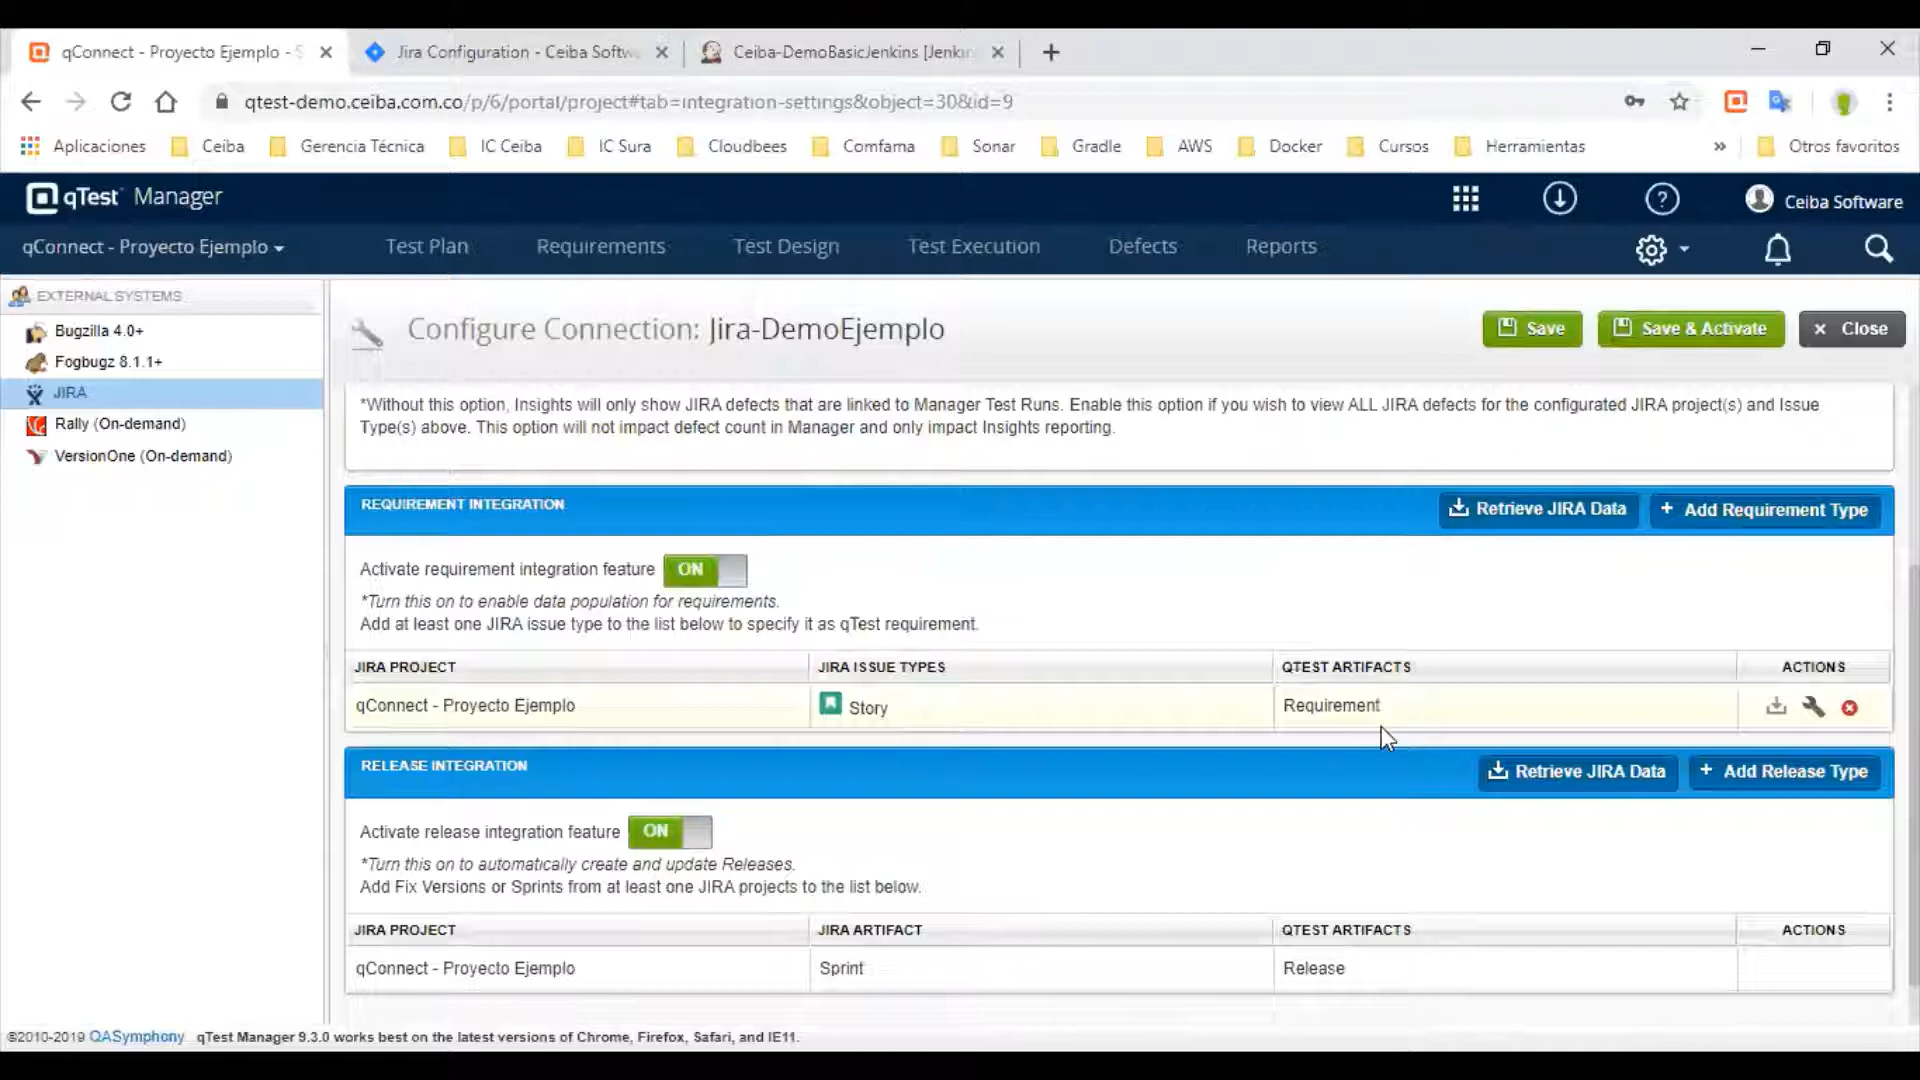 qConnect - Proyecto Ejemplo - S
Jira Configuration - Ceiba Softw
Ceiba-DemoBasicJenkins [Jenkin
qtest-demo.ceiba.com.co/p/6/portal/project#tab=integration-settings&object=30&id=9
Aplicaciones Ceiba Gerencia Técnica IC Ceiba IC Sura Cloudbees Comfama Sonar Gradle AWS Docker Cursos Herramientas » Otros favoritos
qTest Manager
Ceiba Software
qConnect - Proyecto Ejemplo Test Plan Requirements Test Design Test Execution Defects Reports
EXTERNAL SYSTEMS
Bugzilla 4.0+
Fogbugz 8.1.1+
JIRA
Rally (On-demand)
VersionOne (On-demand)
Configure Connection: Jira-DemoEjemplo
Save Save & Activate × Close
*Without this option, Insights will only show JIRA defects that are linked to Manager Test Runs. Enable this option if you wish to view ALL JIRA defects for the configurated JIRA project(s) and Issue
Type(s) above. This option will not impact defect count in Manager and only impact Insights reporting.
REQUIREMENT INTEGRATION Retrieve JIRA Data + Add Requirement Type
Activate requirement integration feature ON
*Turn this on to enable data population for requirements.
Add at least one JIRA issue type to the list below to specify it as qTest requirement.
JIRA PROJECT JIRA ISSUE TYPES QTEST ARTIFACTS ACTIONS
qConnect - Proyecto Ejemplo Story Requirement
RELEASE INTEGRATION Retrieve JIRA Data + Add Release Type
Activate release integration feature ON
*Turn this on to automatically create and update Releases.
Add Fix Versions or Sprints from at least one JIRA projects to the list below.
JIRA PROJECT JIRA ARTIFACT QTEST ARTIFACTS ACTIONS
qConnect - Proyecto Ejemplo Sprint Release
©2010-2019 QASymphony qTest Manager 9.3.0 works best on the latest versions of Chrome, Firefox, Safari, and IE11.